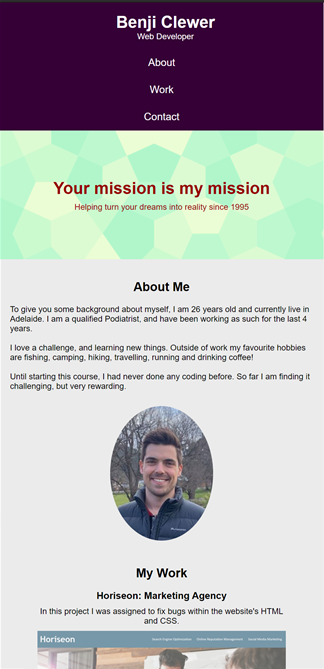 Benji Clewer
Web Developer
About
Work
Contact
Your mission is my mission
Helping turn your dreams into reality since 1995
About Me
To give you some background about myself, I am 26 years old and currently live in
Adelaide. I am a qualified Podiatrist, and have been working as such for the last 4
years.
I love a challenge, and learning new things. Outside of work my favourite hobbies
are fishing, camping, hiking, travelling, running and drinking coffee!
Until starting this course, I had never done any coding before. So far I am finding it
challenging, but very rewarding.
My Work
Horiseon: Marketing Agency
In this project I was assigned to fix bugs within the website's HTML
and CSS.
Horiseon Search Engine Optimization Online Reputation Management Social Media Marketing